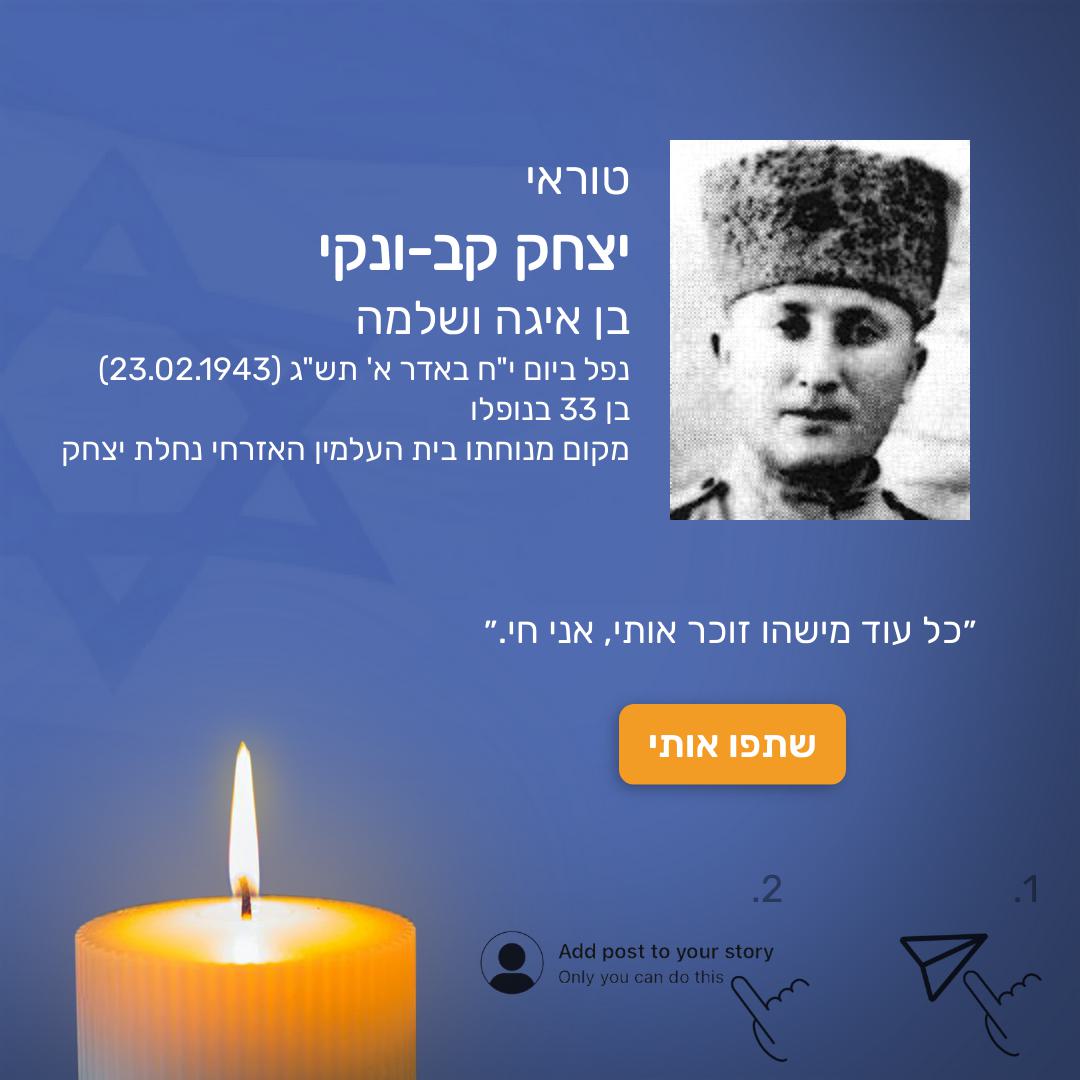 טוראי
יצחק קב-ונקי
בן איגה ושלמה
נפל ביום י"ח באדר א' תש"ג (23.02.1943)
בן 33 בנופלו
מקום מנוחתו בית העלמין האזרחי נחלת יצחק
״כל עוד מישהו זוכר אותי, אני חי.״
שתפו אותי
1.
2.
Add post to your story
Only you can do this